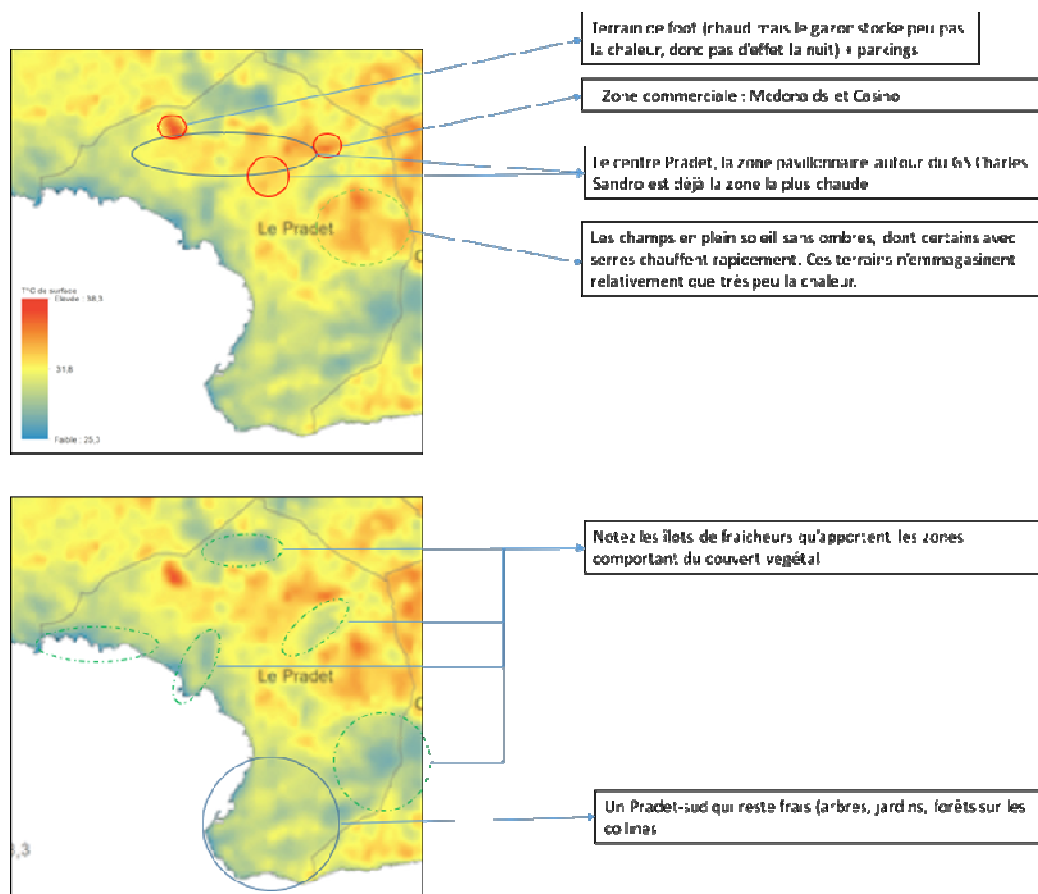 Terrain de foot (chaud mais le gazon stocke peu pas
la chaleur, donc pas d'effet la nuit) + parkings
Zone commerciale : Mcdonalds et Casino
Le centre Pradet, la zone pavillonnaire autour du GS Charles
Sandro est déjà la zone la plus chaude
Le Pradet
Les champs en plein soleil sans ombres, dont certains avec
serres chauffent rapidement. Ces terrains n'emmagasinent
relativement que très peu la chaleur.
C
T°C de surface
Elevée : 38,3
31,8
Faible : 25,3
Notez les îlots de fraicheurs qu'apportent les zones
comportant du couvert vegétal
Le Pradet
C
Un Pradet-sud qui reste frais (arbres, jardins, forêts sur les
collines
3,3